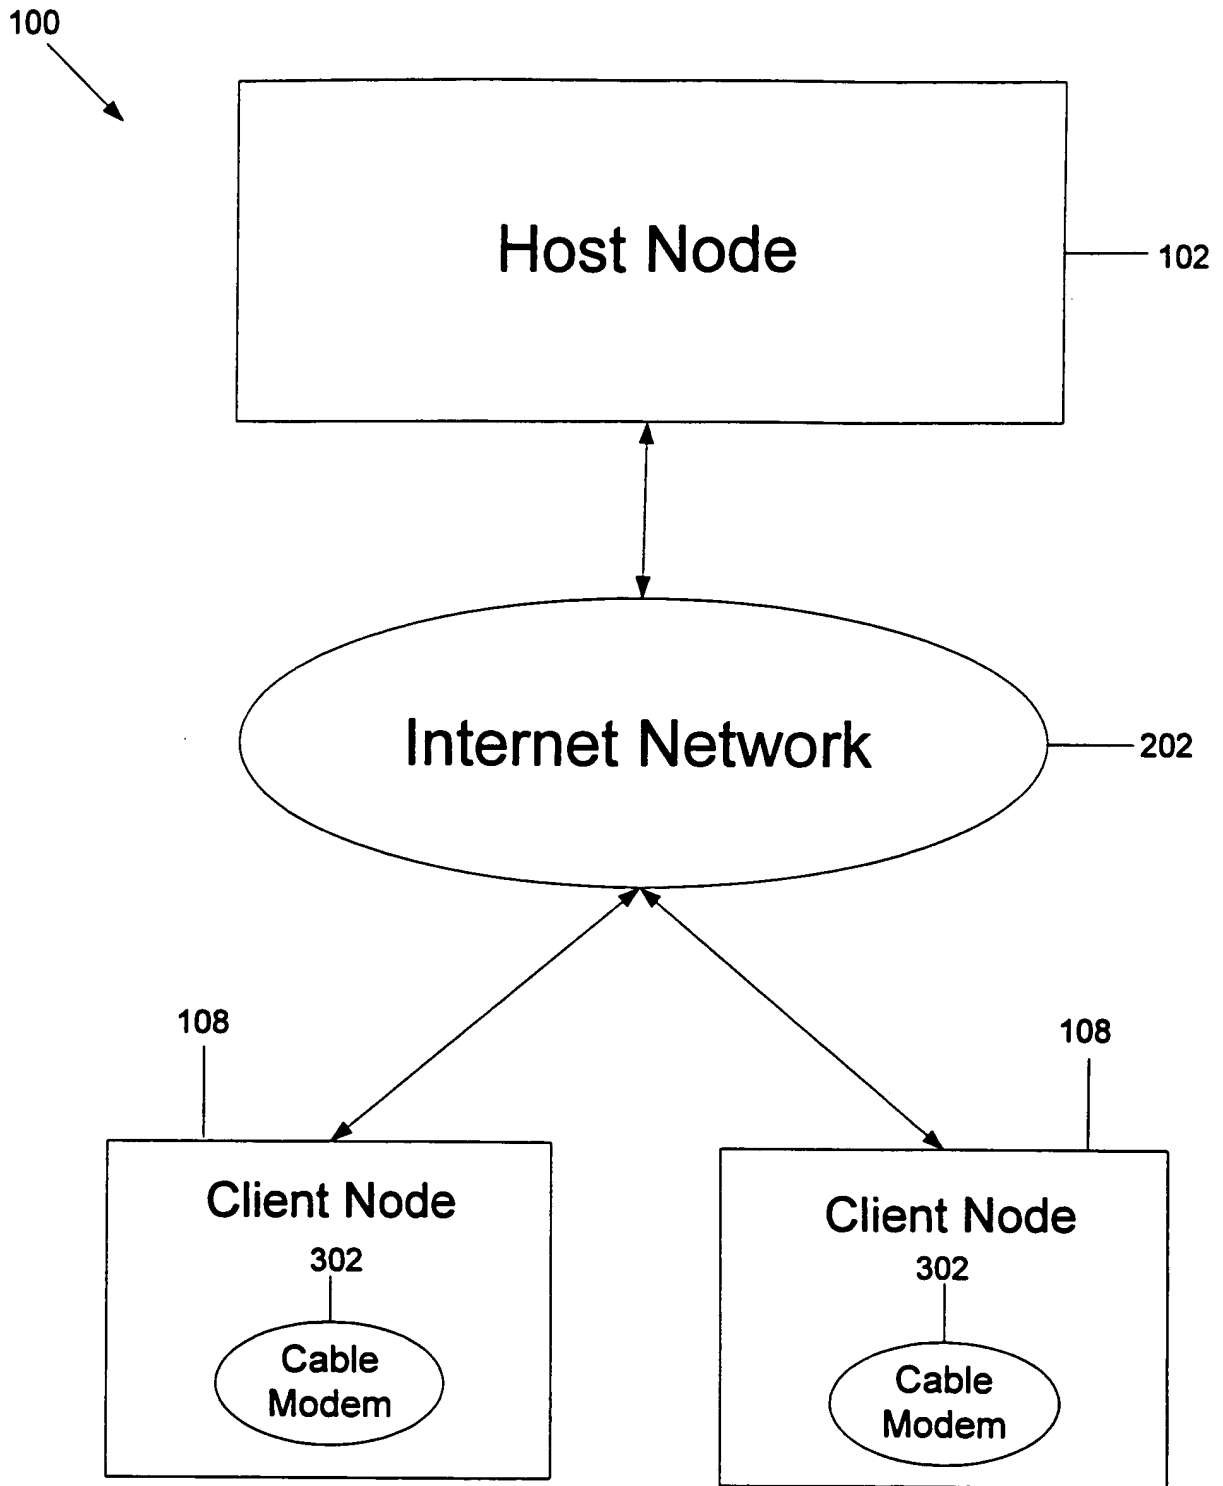 100
Host Node
102
Internet Network
202
108
108
Client Node
302
Cable
Modem
Client Node
302
Cable
Modem